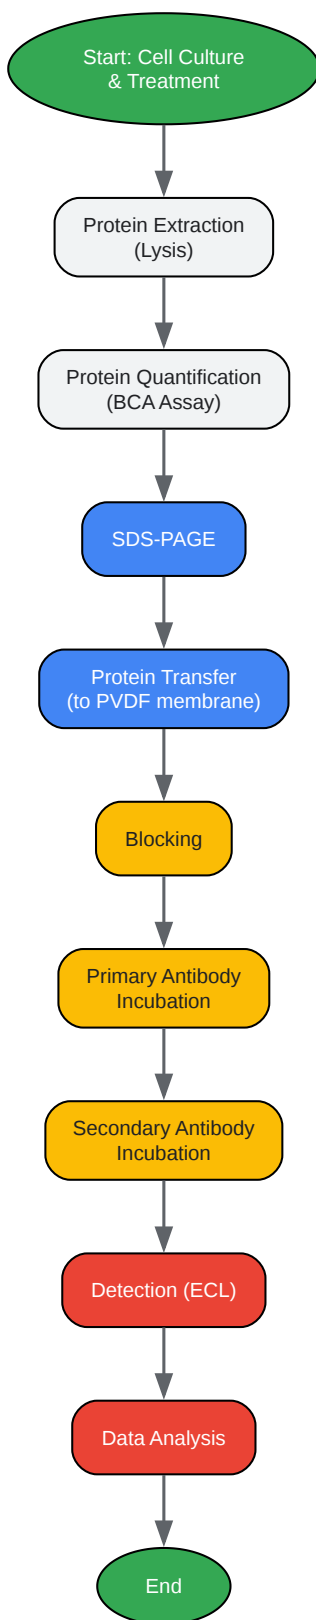 Start: Cell Culture
& Treatment
Protein Extraction
(Lysis)
Protein Quantification
(BCA Assay)
SDS-PAGE
Protein Transfer
(to PVDF membrane)
Blocking
Primary Antibody
Incubation
Secondary Antibody
Incubation
Detection (ECL)
Data Analysis
End